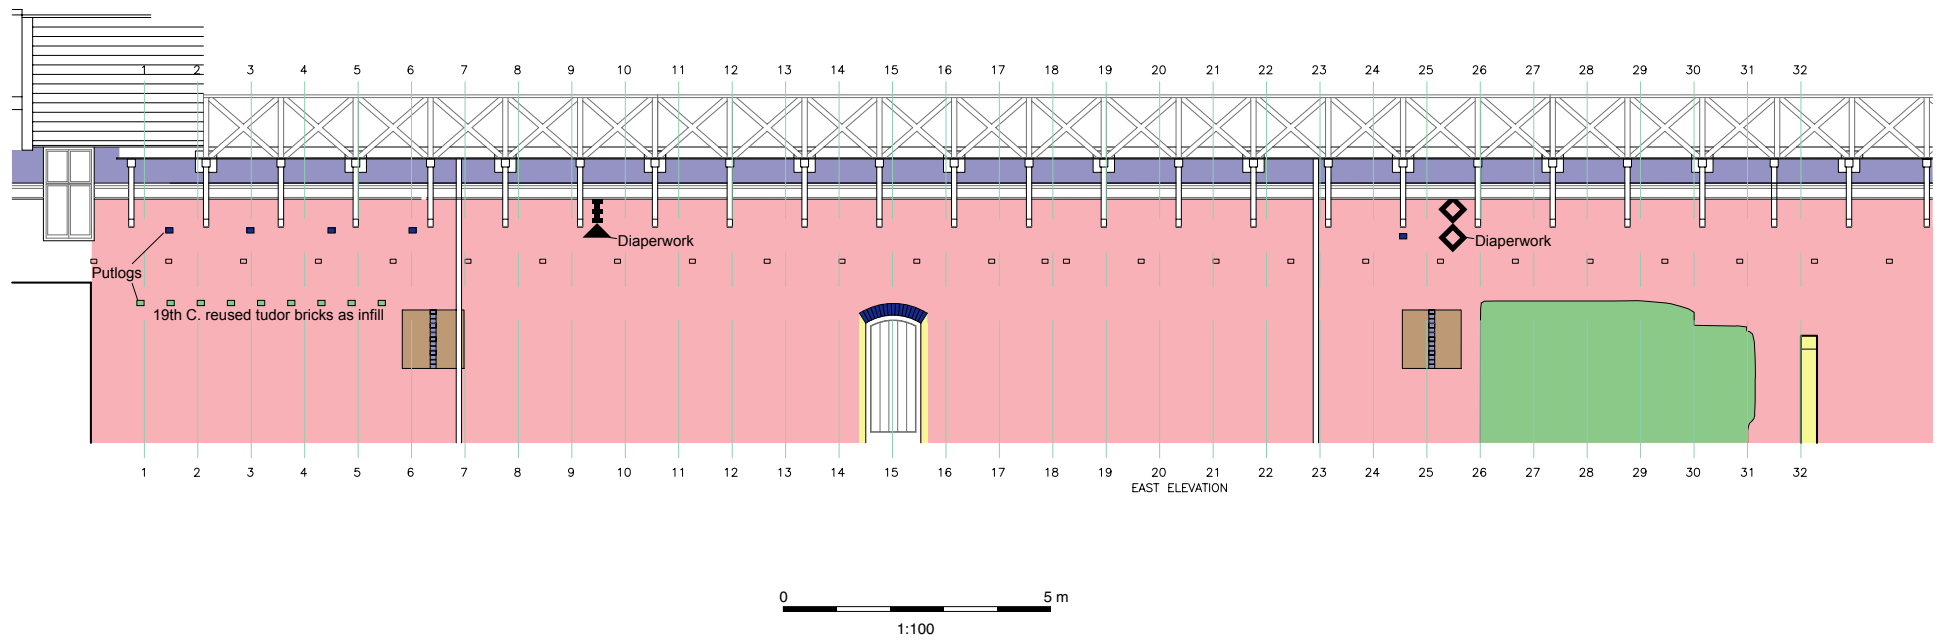 1 2 3 4 5 6 7 8 9 10 11 12 13 14 15 16 17 18 19 20 21 22 23 24 25 26 27 28 29 30 31 32
Diaperwork
Diaperwork
Putlogs
19th C. reused tudor bricks as infill
1 2 3 4 5 6 7 8 9 10 11 12 13 14 15 16 17 18 19 20 21 22 23 24 25 26 27 28 29 30 31 32
EAST ELEVATION
0 5 m
1:100